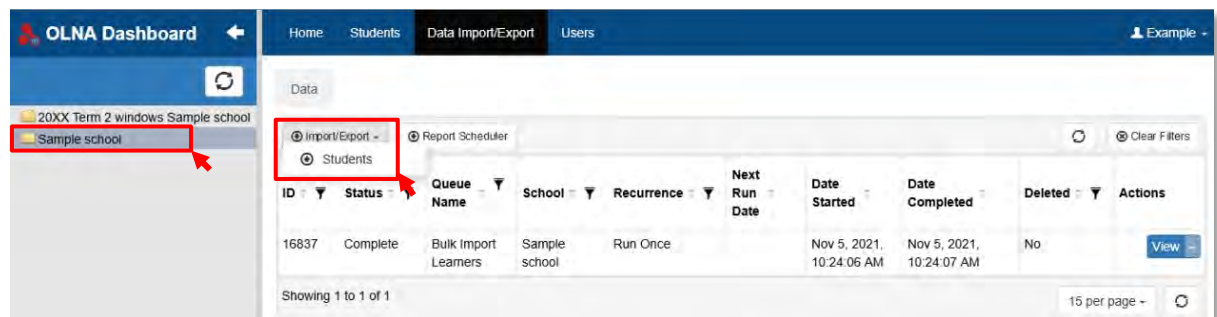 OLNA Dashboard
Home Students Data Import/Export Users Example
Data
20XX Term 2 windows Sample school
Sample school
Import/Export Report Scheduler Clear Filters
Students
ID Status Queue Name School Recurrence Next Run Date Date Started Date Completed Deleted Actions
16837 Complete Bulk Import Learners Sample school Run Once Nov 5, 2021, 10:24:06 AM Nov 5, 2021, 10:24:07 AM No View
Showing 1 to 1 of 1 15 per page